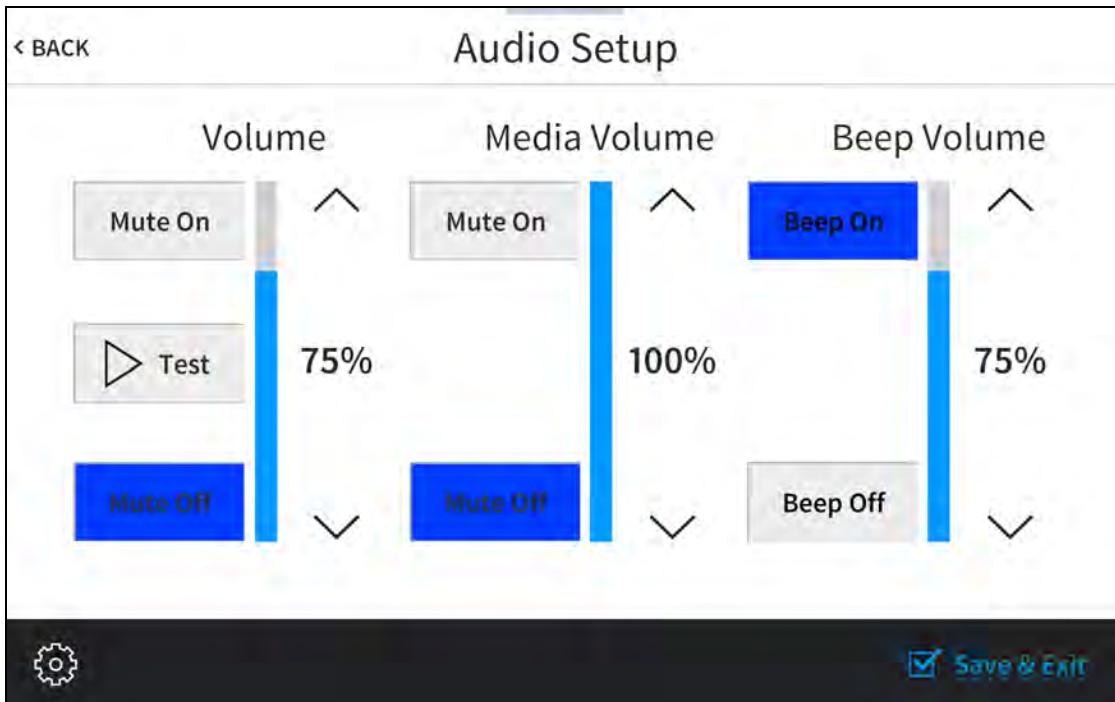 < BACK
Audio Setup
Volume
Media Volume
Beep Volume
Mute On
Mute On
Beep On
Test
75%
100%
75%
Mute Off
Mute Off
Beep Off
Save & Exit